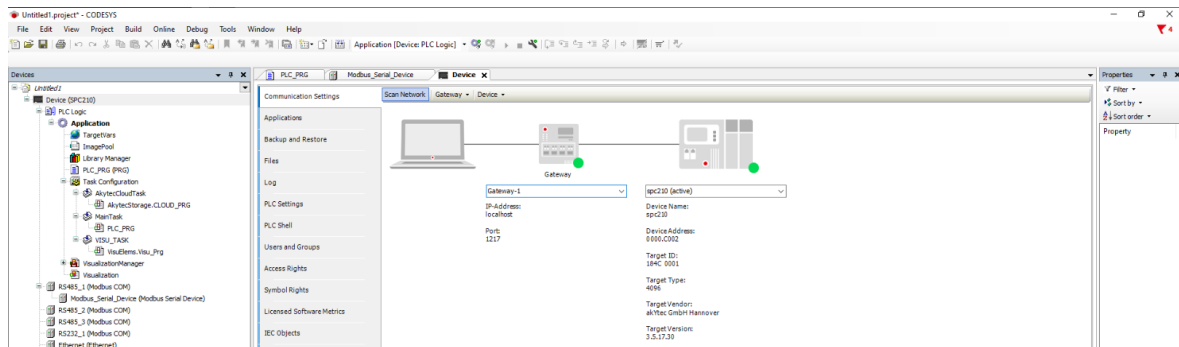 Untitled1.project* - CODESYS
File Edit View Project Build Online Debug Tools Window Help
Application [Device: PLC Logic]
4
Devices
Untitled1
Device (SPC210)
PLC Logic
Application
TargetVars
ImagePool
Library Manager
PLC_PRG (PRG)
Task Configuration
AkytecCloudTask
AkytecStorage.CLOUD_PRG
MainTask
PLC_PRG
VISU_TASK
VisuElems.Visu_Prg
VisualizationManager
Visualization
RS485_1 (Modbus COM)
Modbus_Serial_Device (Modbus Serial Device)
RS485_2 (Modbus COM)
RS485_3 (Modbus COM)
RS232_1 (Modbus COM)
Ethernet (Ethernet)
PLC_PRG Modbus_Serial_Device Device
Communication Settings
Applications
Backup and Restore
Files
Log
PLC Settings
PLC Shell
Users and Groups
Access Rights
Symbol Rights
Licensed Software Metrics
IEC Objects
Scan Network Gateway Device
Gateway
Gateway-1
IP-Address:
localhost
Port:
1217
spc210 (active)
Device Name:
spc210
Device Address:
0000.C002
Target ID:
184C 0001
Target Type:
4096
Target Vendor:
akYtec GmbH Hannover
Target Version:
3.5.17.30
Properties
Filter
Sort by
Sort order
Property